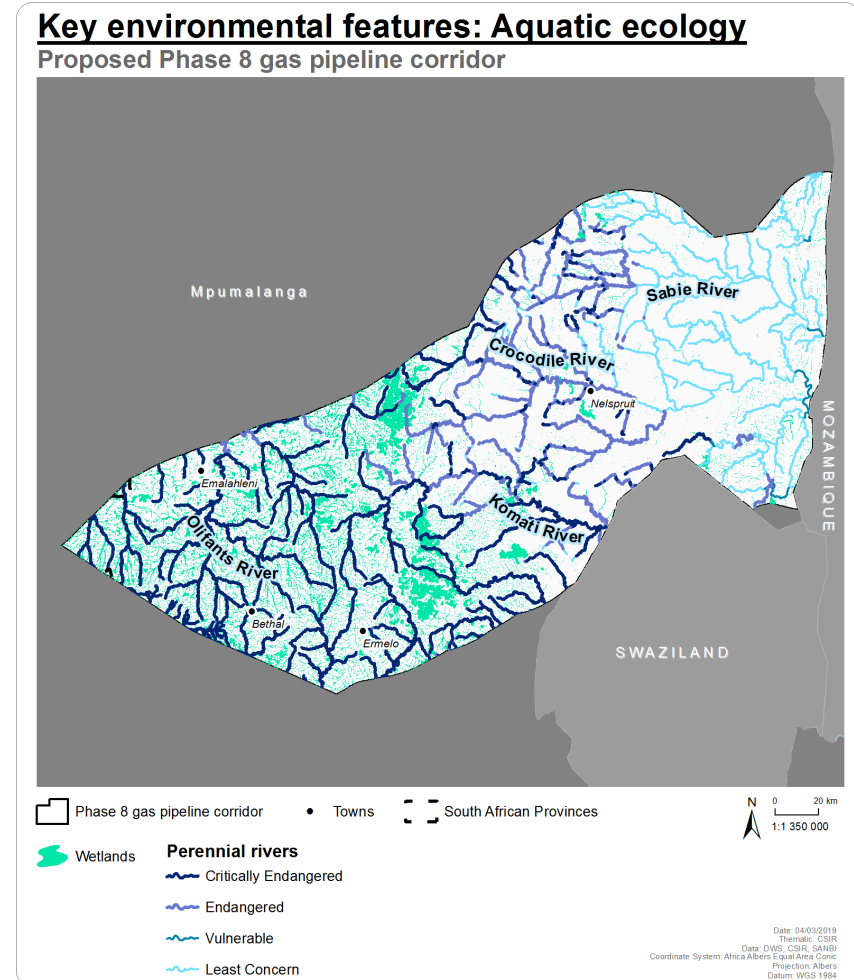 Key environmental features: Aquatic ecology
Proposed Phase 8 gas pipeline corridor
Mpumalanga
Sabie River
Crocodile River
Nelspruit
MOZAMBIQUE
Emalahleni
Komati River
Olifants River
Bethal
Ermelo
SWAZILAND
Phase 8 gas pipeline corridor
Towns
South African Provinces
N
0 20 km
1:1 350 000
Wetlands
Perennial rivers
Critically Endangered
Endangered
Vulnerable
Least Concern
Date: 04/03/2019
Thematic: CSIR
Data: DWS, CSIR, SANBI
Coordinate System: Africa Albers Equal Area Conic
Projection: Albers
Datum: WGS 1984